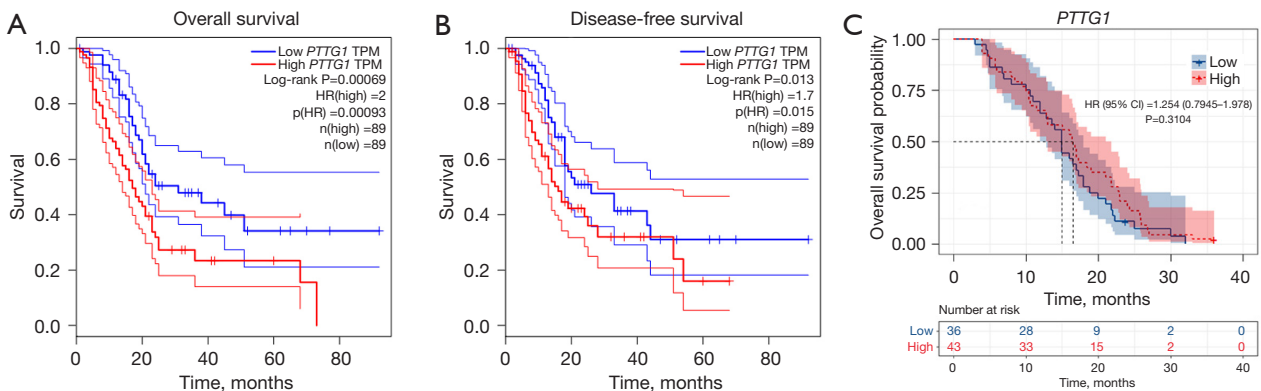 A
Overall survival
Low PTTG1 TPM
High PTTG1 TPM
Log-rank P=0.00069
HR(high) =2
p(HR) =0.00093
n(high) =89
n(low) =89
Survival
1.0
0.8
0.6
0.4
0.2
0.0
0 20 40 60 80
Time, months
B
Disease-free survival
Low PTTG1 TPM
High PTTG1 TPM
Log-rank P=0.013
HR(high) =1.7
p(HR) =0.015
n(high) =89
n(low) =89
Survival
1.0
0.8
0.6
0.4
0.2
0.0
0 20 40 60 80
Time, months
C
PTTG1
Low
High
HR (95% CI) =1.254 (0.7945–1.978)
P=0.3104
Overall survival probability
1.00
0.75
0.50
0.25
0.00
0 10 20 30 40
Time, months
Number at risk
Low 36 28 9 2 0
High 43 33 15 2 0
0 10 20 30 40
Time, months